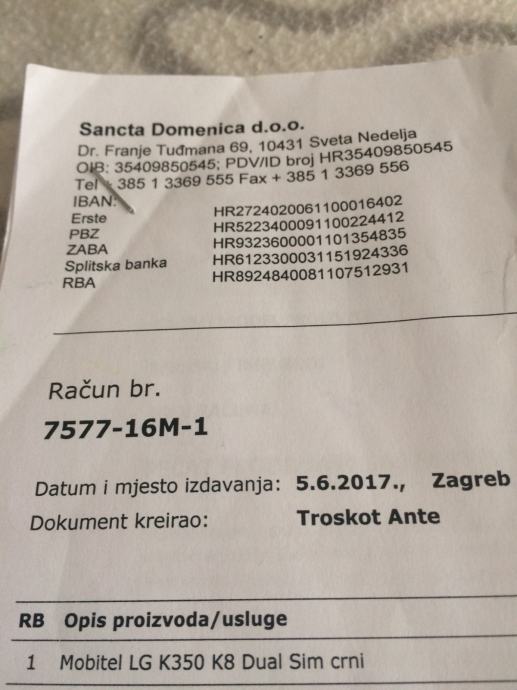 Sancta Domenica d.o.o.
Dr. Franje Tuđmana 69, 10431 Sveta Nedelja
OIB: 35409850545; PDV/ID broj HR35409850545
Tel + 385 1 3369 555 Fax + 385 1 3369 556
IBAN:
Erste HR2724020061100016402
PBZ HR5223400091100224412
ZABA HR9323600001101354835
Splitska banka HR6123300031151924336
RBA HR8924840081107512931
Račun br.
7577-16M-1
Datum i mjesto izdavanja: 5.6.2017., Zagreb
Dokument kreirao: Troskot Ante
RB Opis proizvoda/usluge
1 Mobitel LG K350 K8 Dual Sim crni